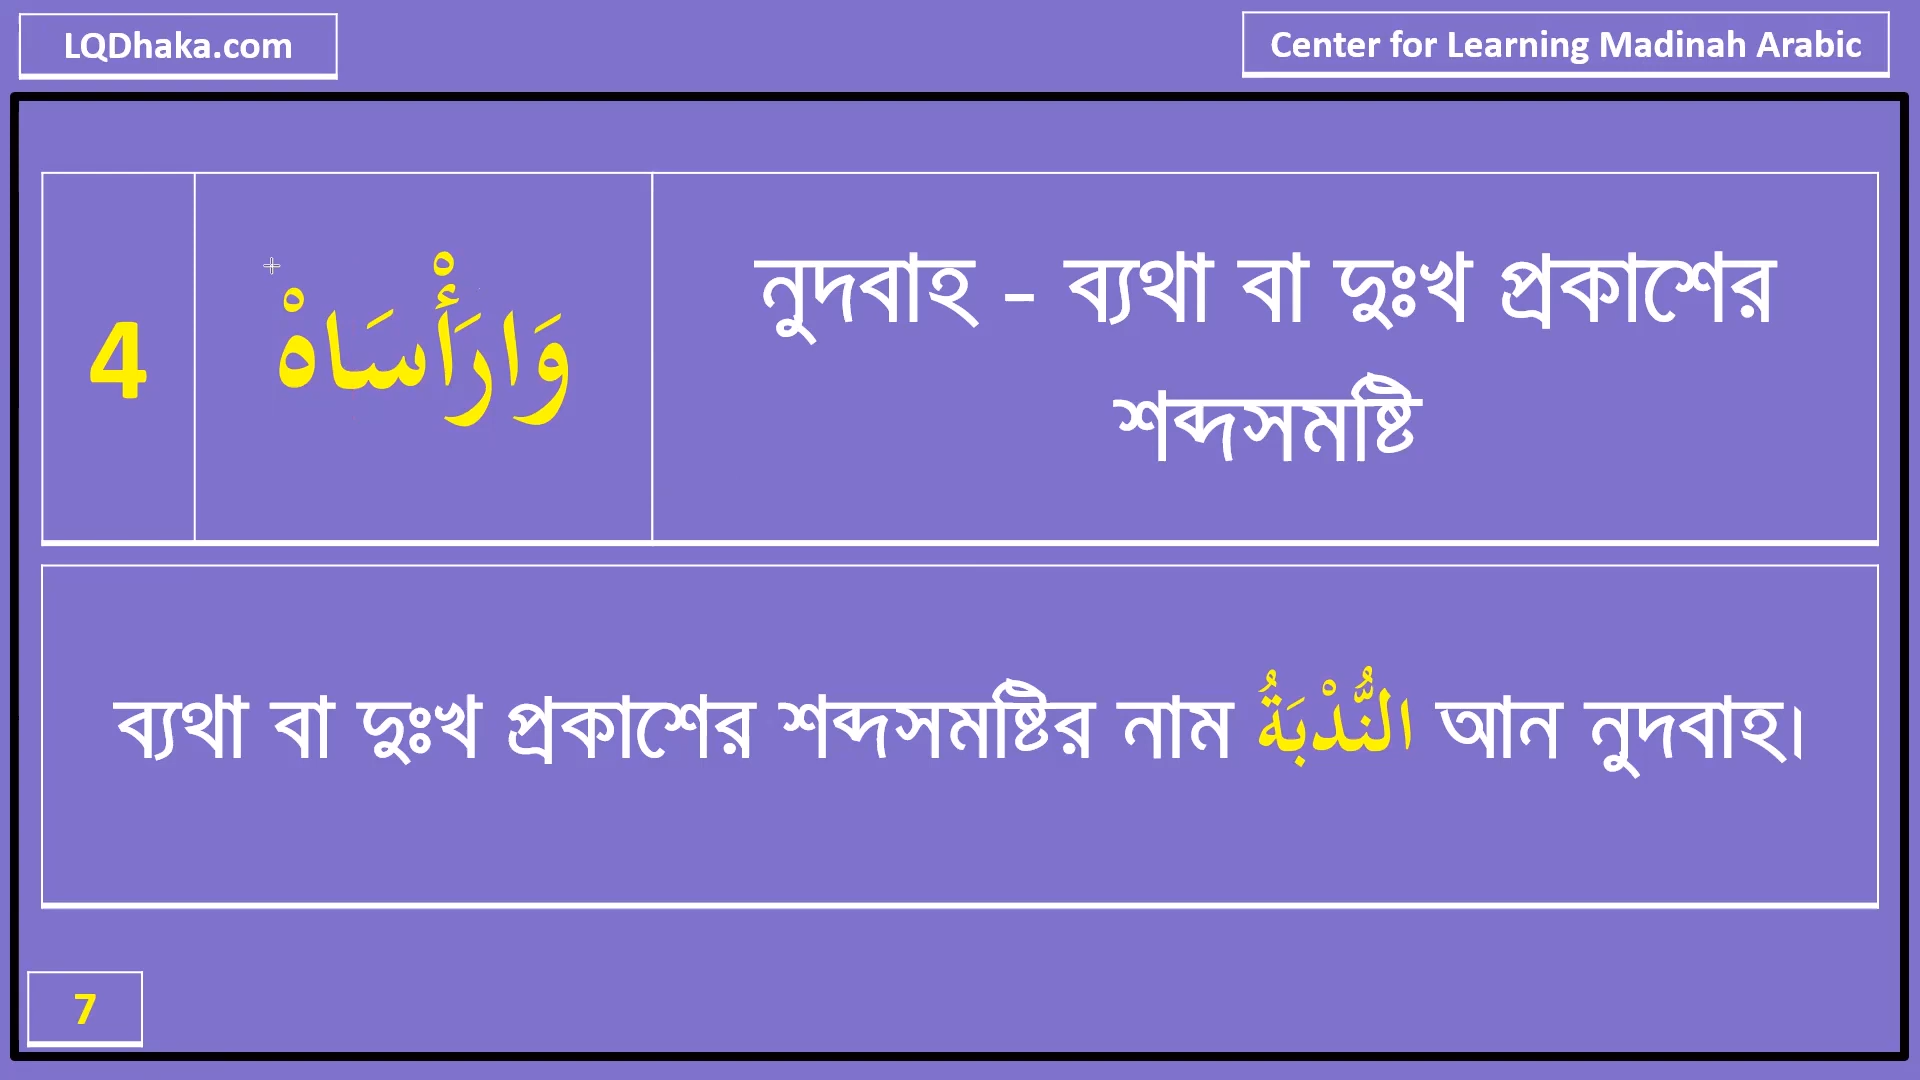 LQDhaka.com
Center for Learning Madinah Arabic
4
وَارَأْسَاهْ
নুদবাহ - ব্যথা বা দুঃখ প্রকাশের
শব্দসমষ্টি
ব্যথা বা দুঃখ প্রকাশের শব্দসমষ্টির নাম النُّدْبَةُ আন নুদবাহ।
7